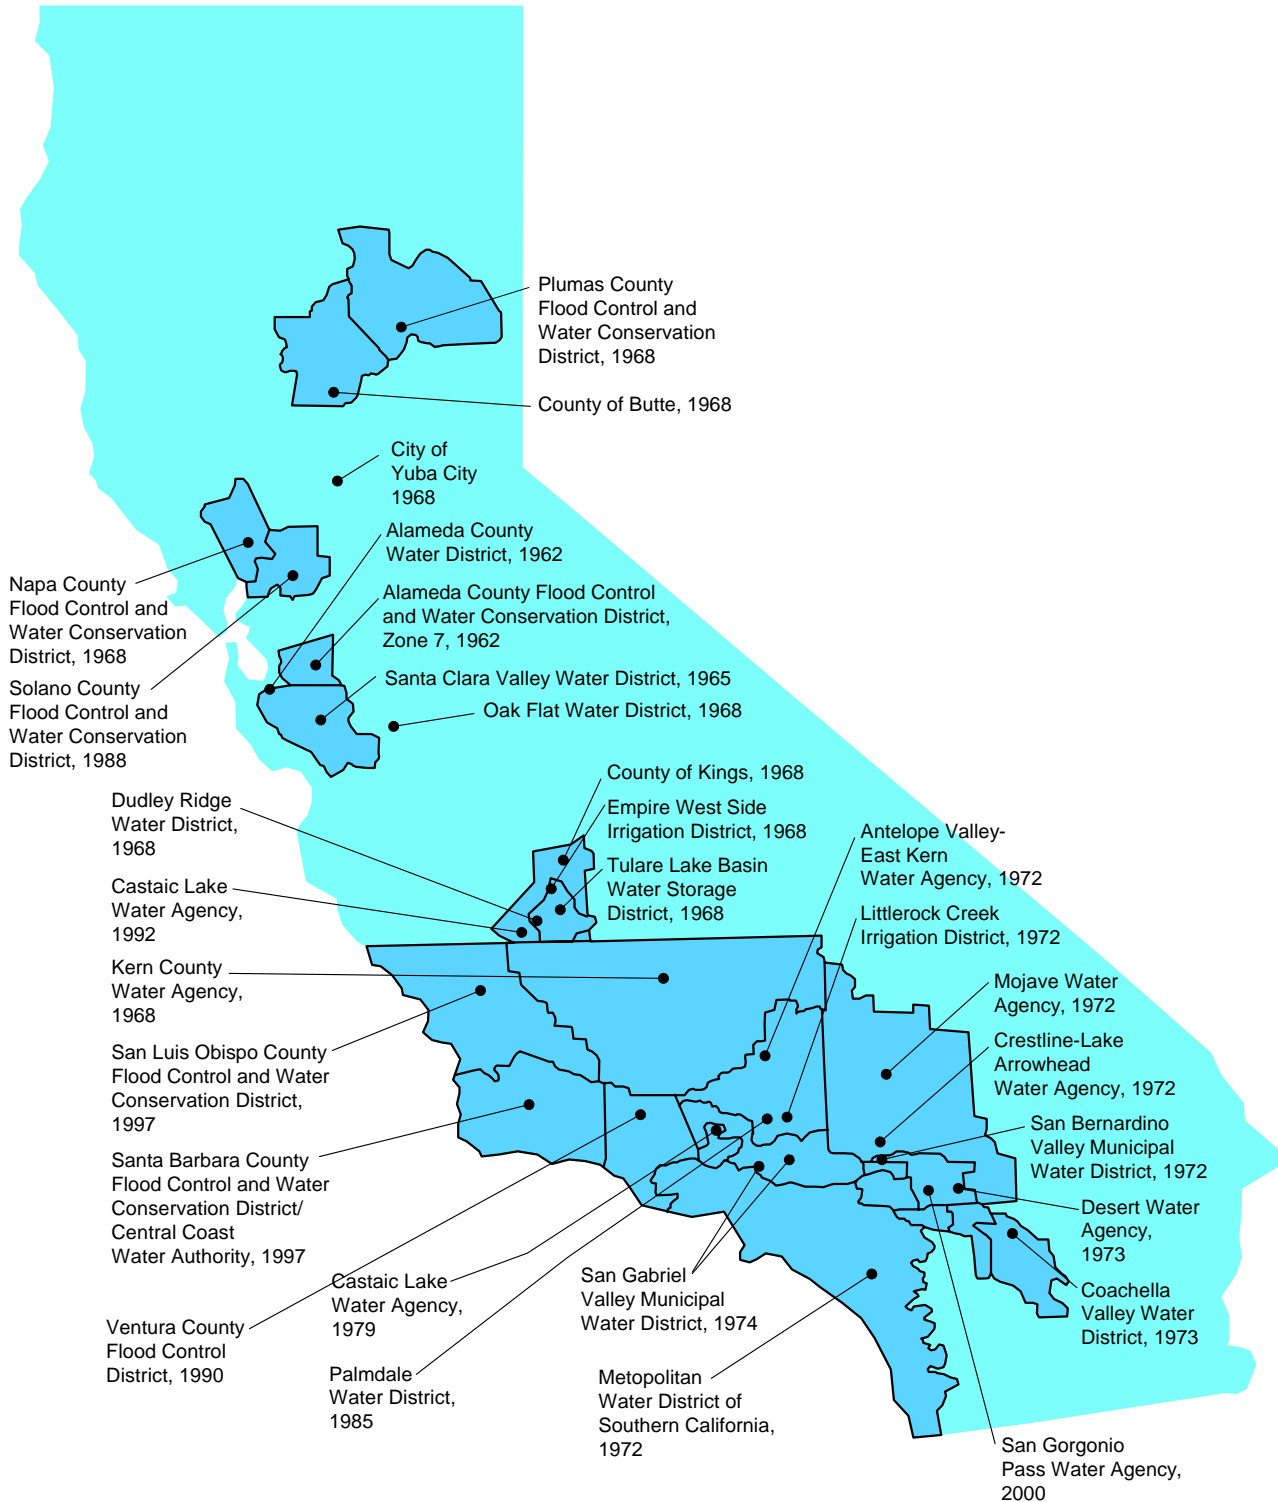 Plumas County
Flood Control and
Water Conservation
District, 1968
County of Butte, 1968
City of
Yuba City
1968
Alameda County
Water District, 1962
Napa County
Flood Control and
Water Conservation
District, 1968
Alameda County Flood Control
and Water Conservation District,
Zone 7, 1962
Solano County
Flood Control and
Water Conservation
District, 1988
Santa Clara Valley Water District, 1965
Oak Flat Water District, 1968
County of Kings, 1968
Dudley Ridge
Water District,
1968
Empire West Side
Irrigation District, 1968
Antelope Valley-
East Kern
Water Agency, 1972
Tulare Lake Basin
Water Storage
District, 1968
Castaic Lake
Water Agency,
1992
Littlerock Creek
Irrigation District, 1972
Kern County
Water Agency,
1968
Mojave Water
Agency, 1972
San Luis Obispo County
Flood Control and Water
Conservation District,
1997
Crestline-Lake
Arrowhead
Water Agency, 1972
San Bernardino
Valley Municipal
Water District, 1972
Santa Barbara County
Flood Control and Water
Conservation District/
Central Coast
Water Authority, 1997
Desert Water
Agency,
1973
Castaic Lake
Water Agency,
1979
San Gabriel
Valley Municipal
Water District, 1974
Coachella
Valley Water
District, 1973
Ventura County
Flood Control
District, 1990
Palmdale
Water District,
1985
Metopolitan
Water District of
Southern California,
1972
San Gorgonio
Pass Water Agency,
2000